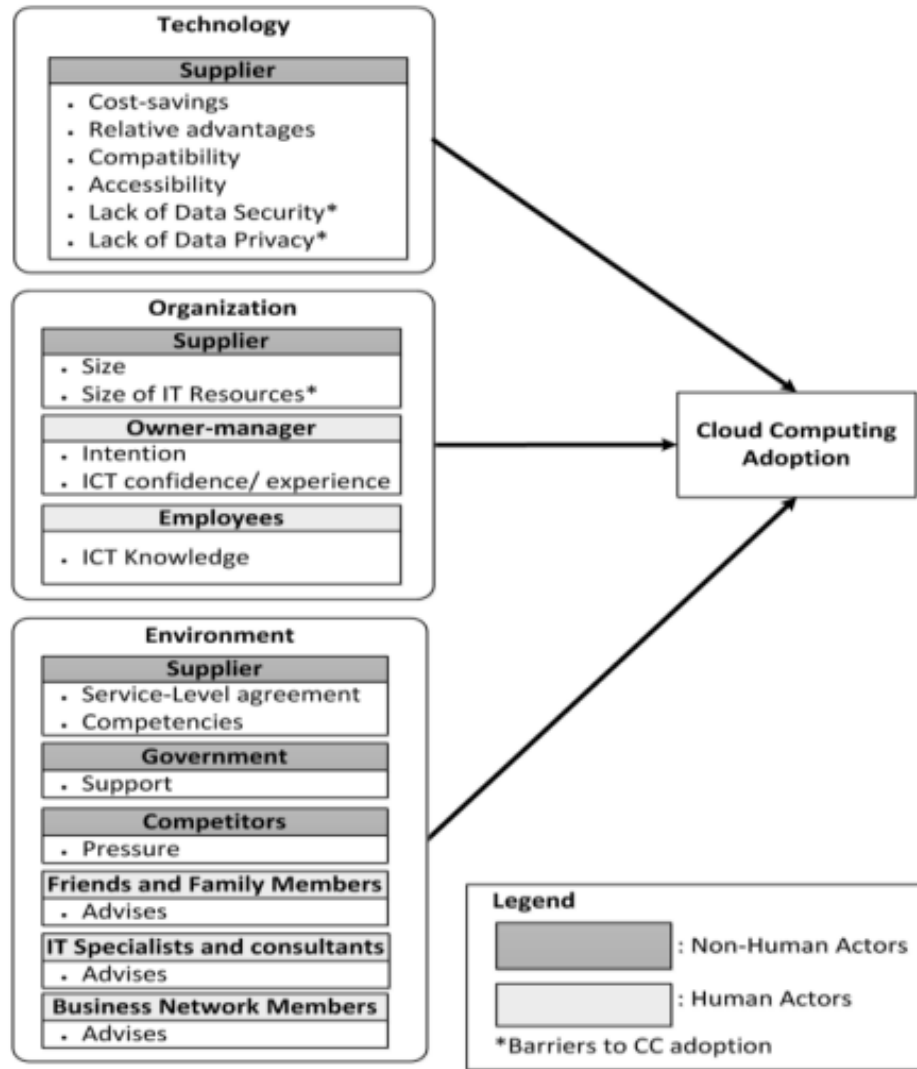 Technology
Supplier
• Cost-savings
• Relative advantages
• Compatibility
• Accessibility
• Lack of Data Security*
• Lack of Data Privacy*
Organization
Supplier
• Size
• Size of IT Resources*
Owner-manager
• Intention
• ICT confidence/ experience
Employees
• ICT Knowledge
Environment
Supplier
• Service-Level agreement
• Competencies
Government
• Support
Competitors
• Pressure
Friends and Family Members
• Advises
IT Specialists and consultants
• Advises
Business Network Members
• Advises
Cloud Computing
Adoption
Legend
: Non-Human Actors
: Human Actors
*Barriers to CC adoption